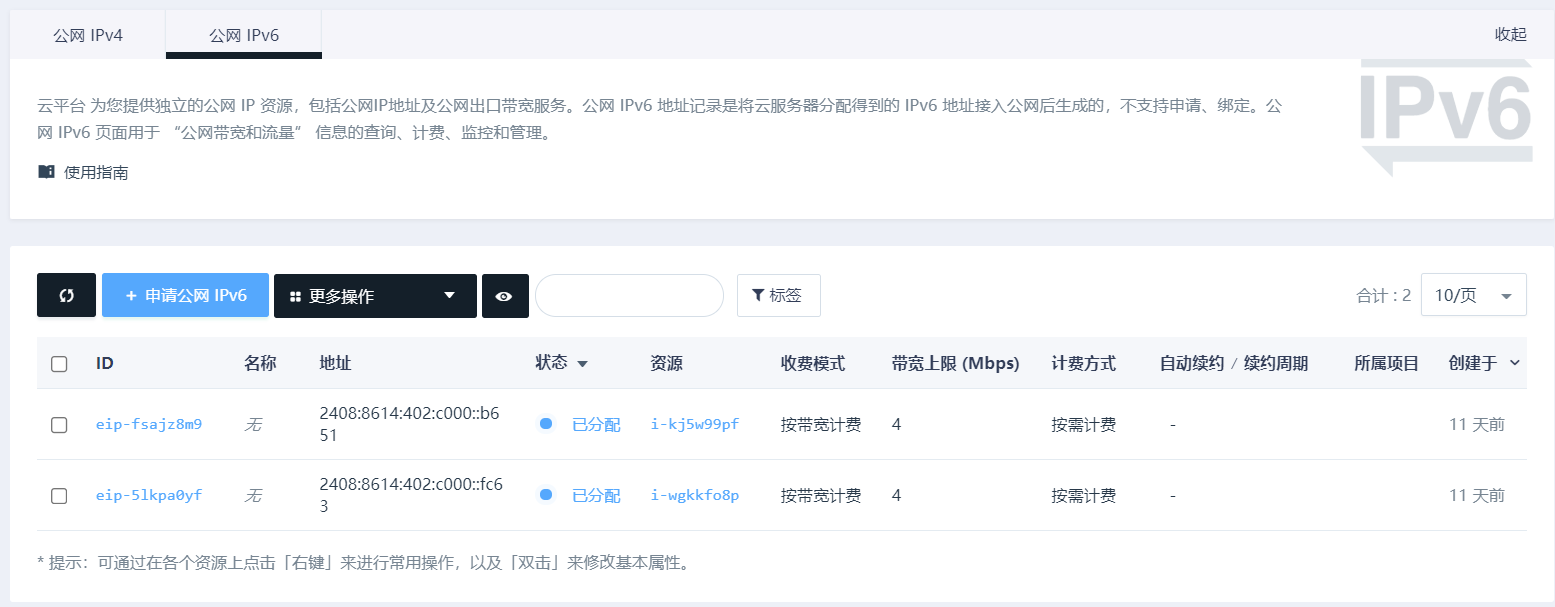 公网 IPv4
公网 IPv6
收起
云平台 为您提供独立的公网 IP 资源，包括公网IP地址及公网出口带宽服务。公网 IPv6 地址记录是将云服务器分配得到的 IPv6 地址接入公网后生成的，不支持申请、绑定。公
网 IPv6 页面用于 “公网带宽和流量” 信息的查询、计费、监控和管理。
IPv6
使用指南
+ 申请公网 IPv6
更多操作
标签
合计 : 2
10/页
ID 名称 地址 状态 资源 收费模式 带宽上限 (Mbps) 计费方式 自动续约 / 续约周期 所属项目 创建于
eip-fsajz8m9 无 2408:8614:402:c000::b6 已分配 i-kj5w99pf 按带宽计费 4 按需计费 - 11 天前
51
eip-5lkpa0yf 无 2408:8614:402:c000::fc6 已分配 i-wgkkfo8p 按带宽计费 4 按需计费 - 11 天前
3
* 提示：可通过在各个资源上点击「右键」来进行常用操作，以及「双击」来修改基本属性。